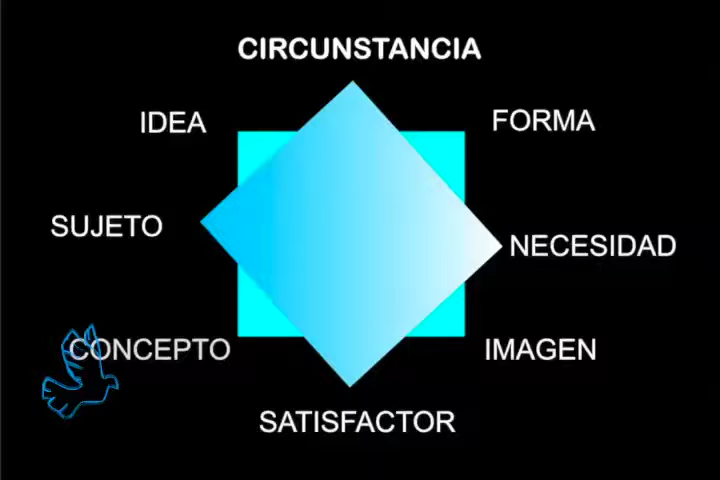 CIRCUNSTANCIA
IDEA
FORMA
SUJETO
NECESIDAD
CONCEPTO
IMAGEN
SATISFACTOR